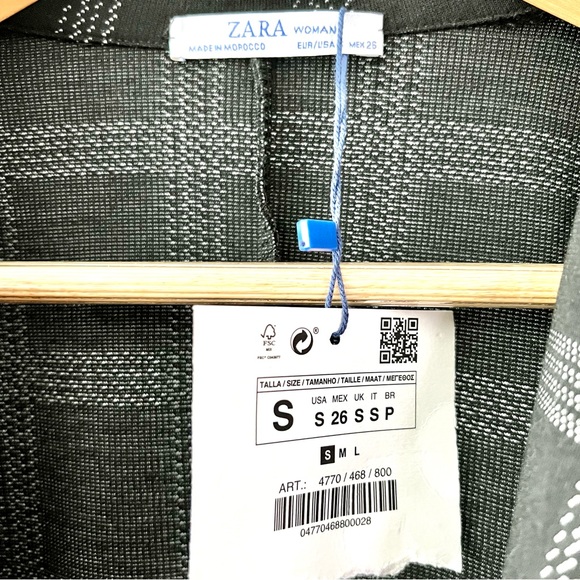 ZARA WOMAN
MADE IN MOROCCO EUR/USA MEX 26
FSC
TALLA / SIZE / TAMANHO / TAILLE / MAAT / ΜΕΓΕΘΟΣ
S
USA MEX UK IT BR
S 26 S S P
S M L
ART.: 4770 / 468 / 800
04770468800028